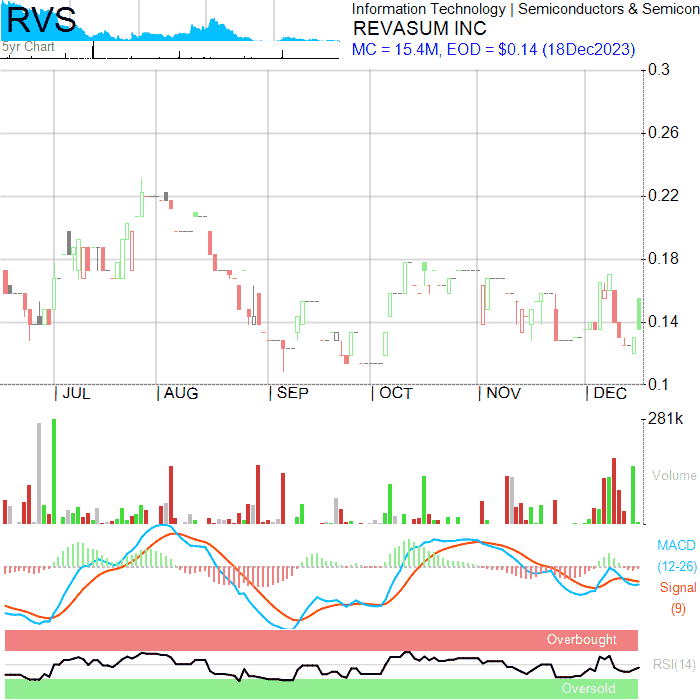 RVS
5yr Chart
Information Technology | Semiconductors & Semicon
REVASUM INC
MC = 15.4M, EOD = $0.14 (18Dec2023)
0.3
0.26
0.22
0.18
0.14
0.1
JUL AUG SEP OCT NOV DEC
281k
Volume
MACD
(12-26)
Signal
(9)
Overbought
RSI(14)
Oversold